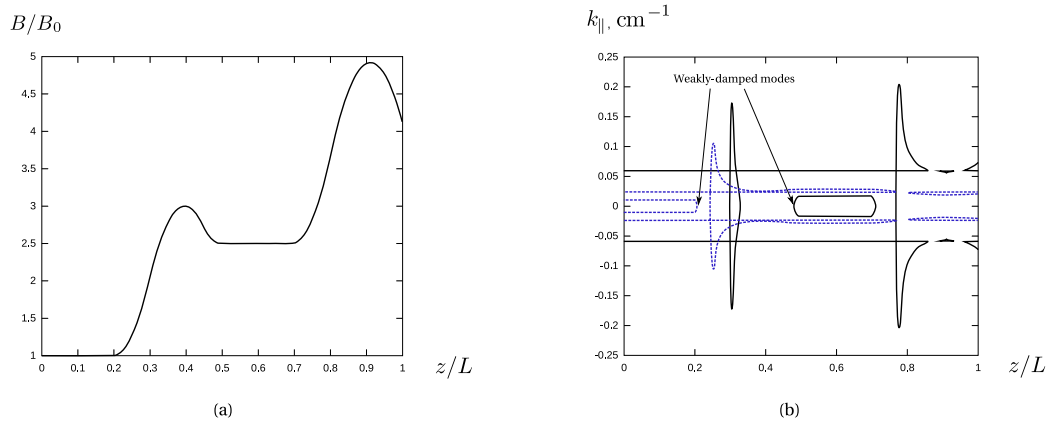 B/B₀
5
4,5
4
3.5
3
2.5
2
1.5
1
0 0.1 0.2 0.3 0.4 0.5 0.6 0.7 0.8 0.9 1
z/L
(a)
k∥, cm⁻¹
0,25
0.2
0.15
0.1
0.05
0
-0.05
-0.1
-0.15
-0.2
-0.25
Weakly-damped modes
0 0.2 0.4 0.6 0.8 1
z/L
(b)